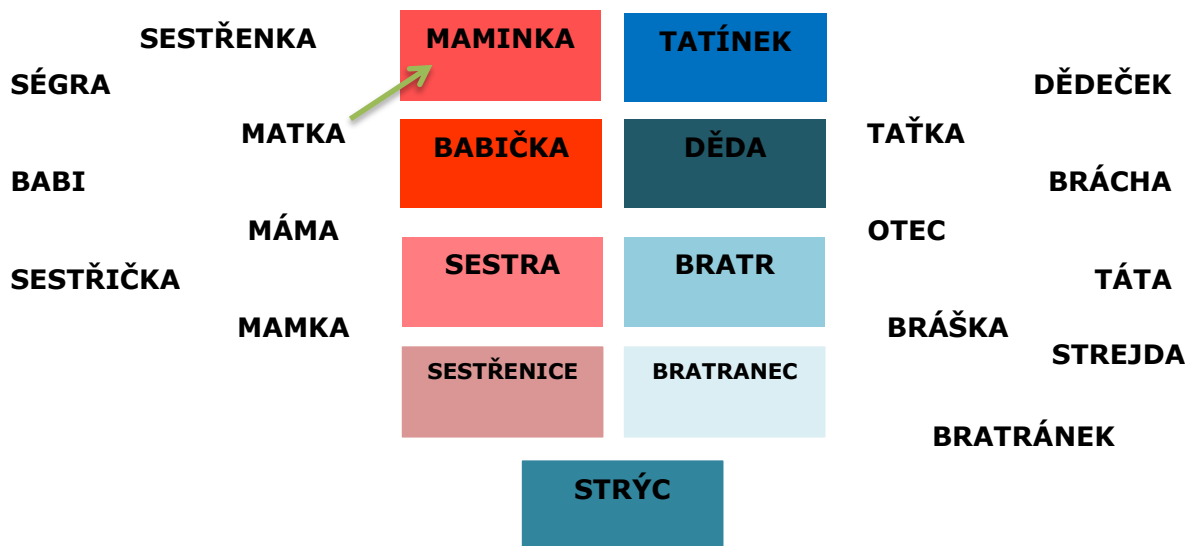 SESTŘENKA
MAMINKA
TATÍNEK
SÉGRA
DĚDEČEK
MATKA
BABIČKA
DĚDA
TAŤKA
BABI
BRÁCHA
MÁMA
OTEC
SESTRA
BRATR
SESTŘIČKA
TÁTA
MAMKA
BRÁŠKA
STREJDA
SESTŘENICE
BRATRANEC
BRATRÁNEK
STRÝC